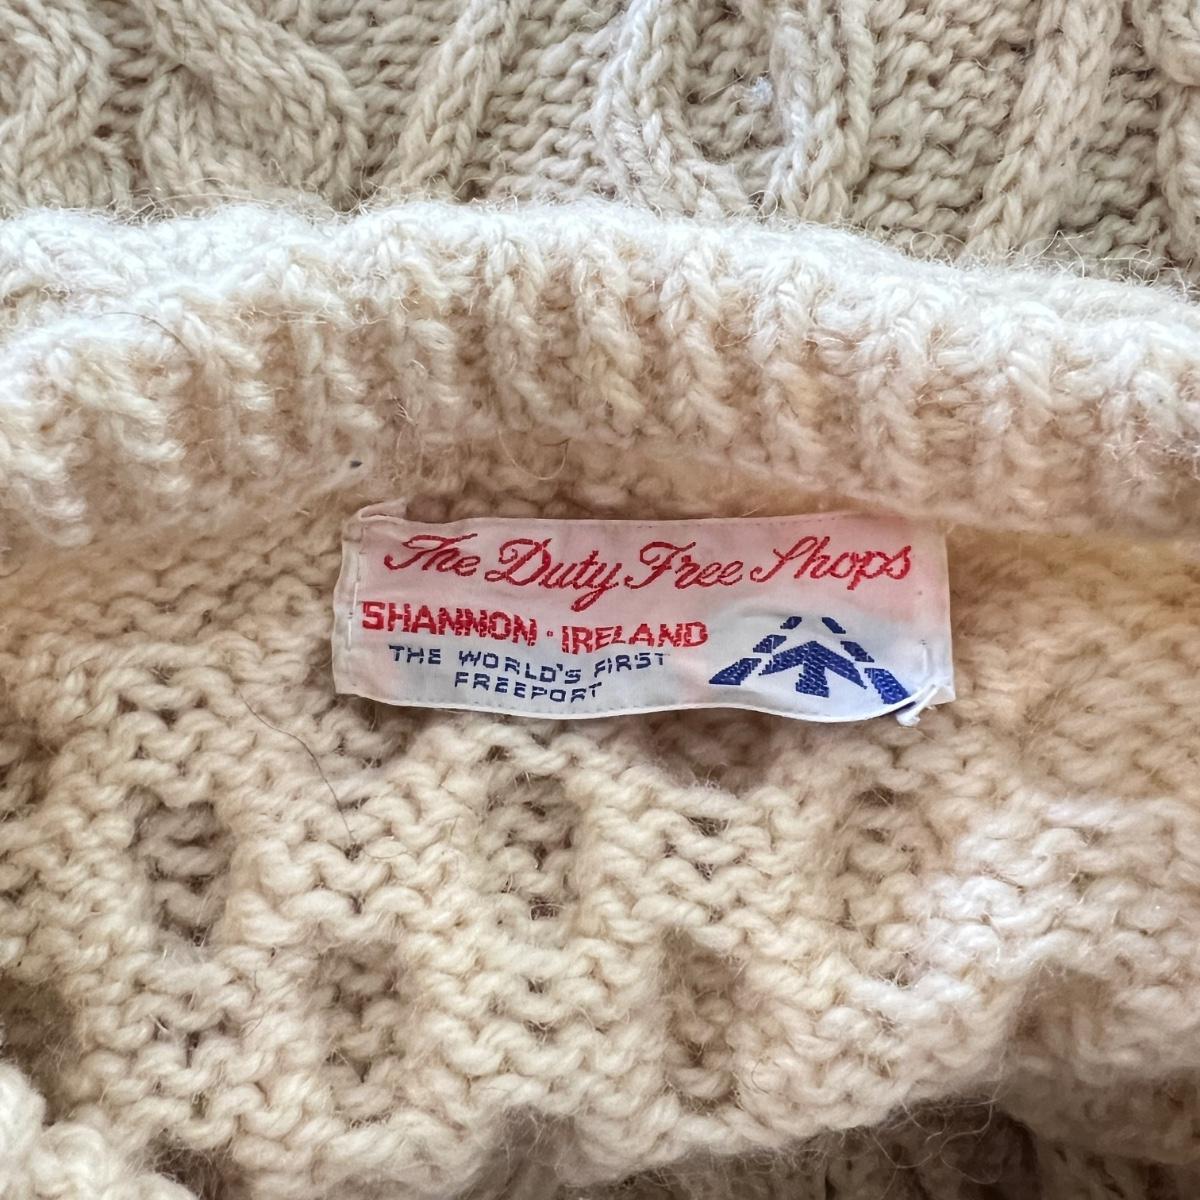 The Duty Free Shops
SHANNON · IRELAND
THE WORLD'S FIRST
FREEPORT